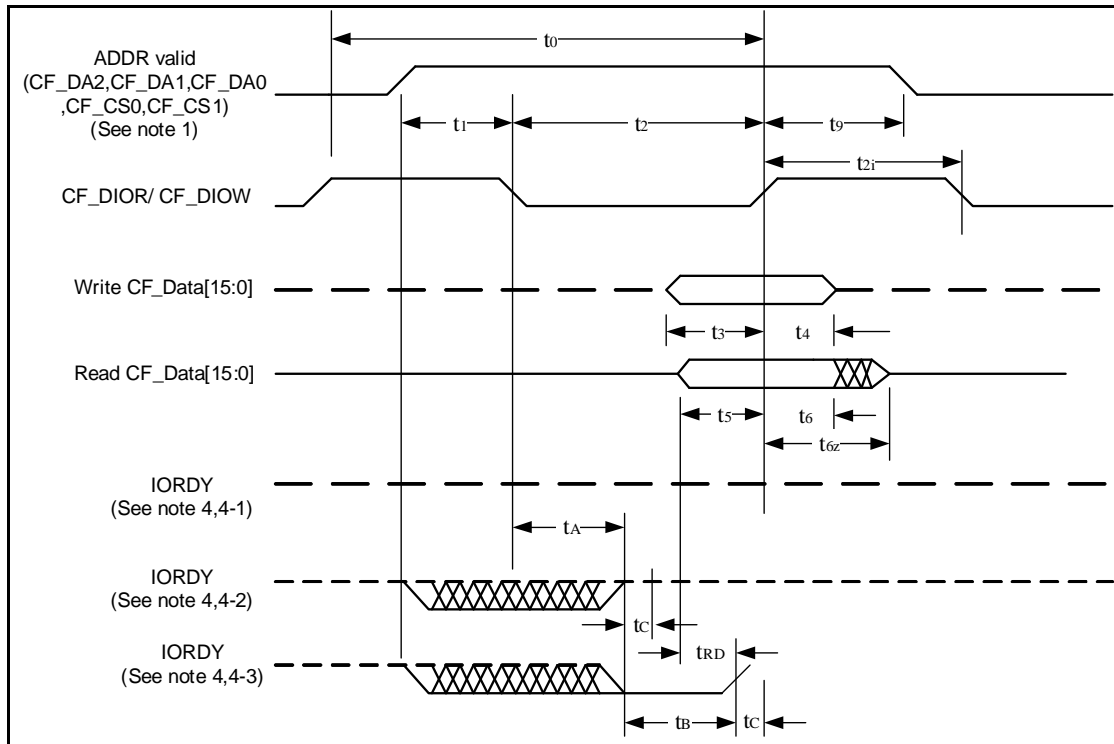 t0
ADDR valid
(CF_DA2,CF_DA1,CF_DA0
,CF_CS0,CF_CS1)
(See note 1)
t1
t2
t9
t2i
CF_DIOR/ CF_DIOW
Write CF_Data[15:0]
t3
t4
Read CF_Data[15:0]
t5
t6
t6z
IORDY
(See note 4,4-1)
tA
IORDY
(See note 4,4-2)
tC
tRD
IORDY
(See note 4,4-3)
tB
tC